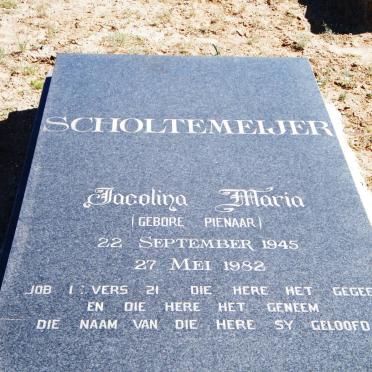 SCHOLTEMEIJER
Jacolina Maria
(GEBORE PIENAAR)
22 SEPTEMBER 1945
27 MEI 1982
JOB 1:VERS 21 DIE HERE HET GEGEE
EN DIE HERE HET GENEEM
DIE NAAM VAN DIE HERE SY GELOOFD